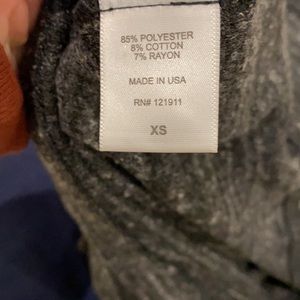 85% POLYESTER
8% COTTON
7% RAYON
MADE IN USA
RN# 121911
XS